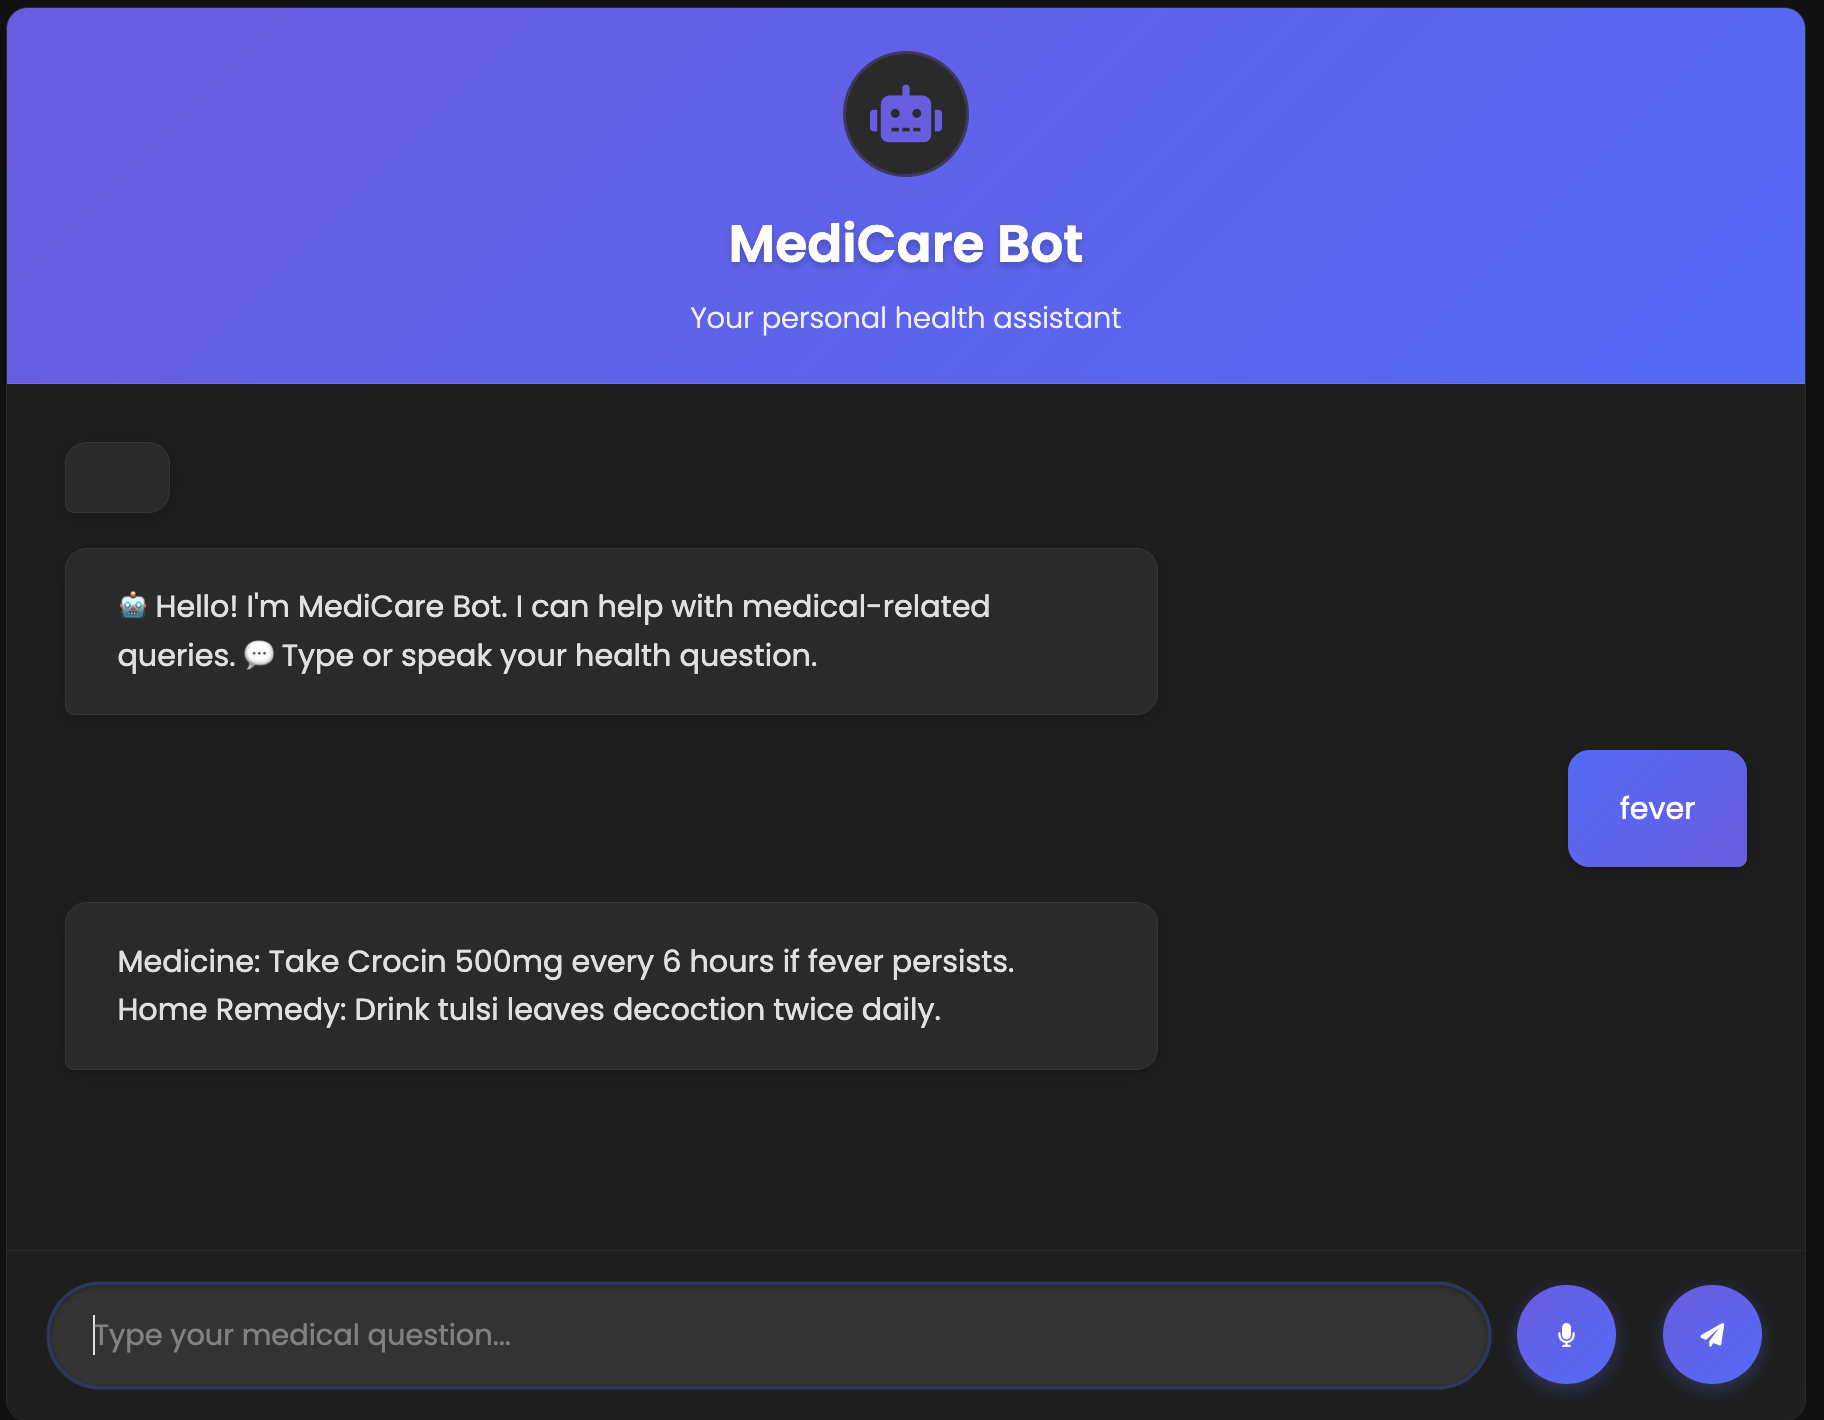 MediCare Bot
Your personal health assistant
🤖 Hello! I'm MediCare Bot. I can help with medical-related
queries. 💬 Type or speak your health question.
fever
Medicine: Take Crocin 500mg every 6 hours if fever persists.
Home Remedy: Drink tulsi leaves decoction twice daily.
Type your medical question...